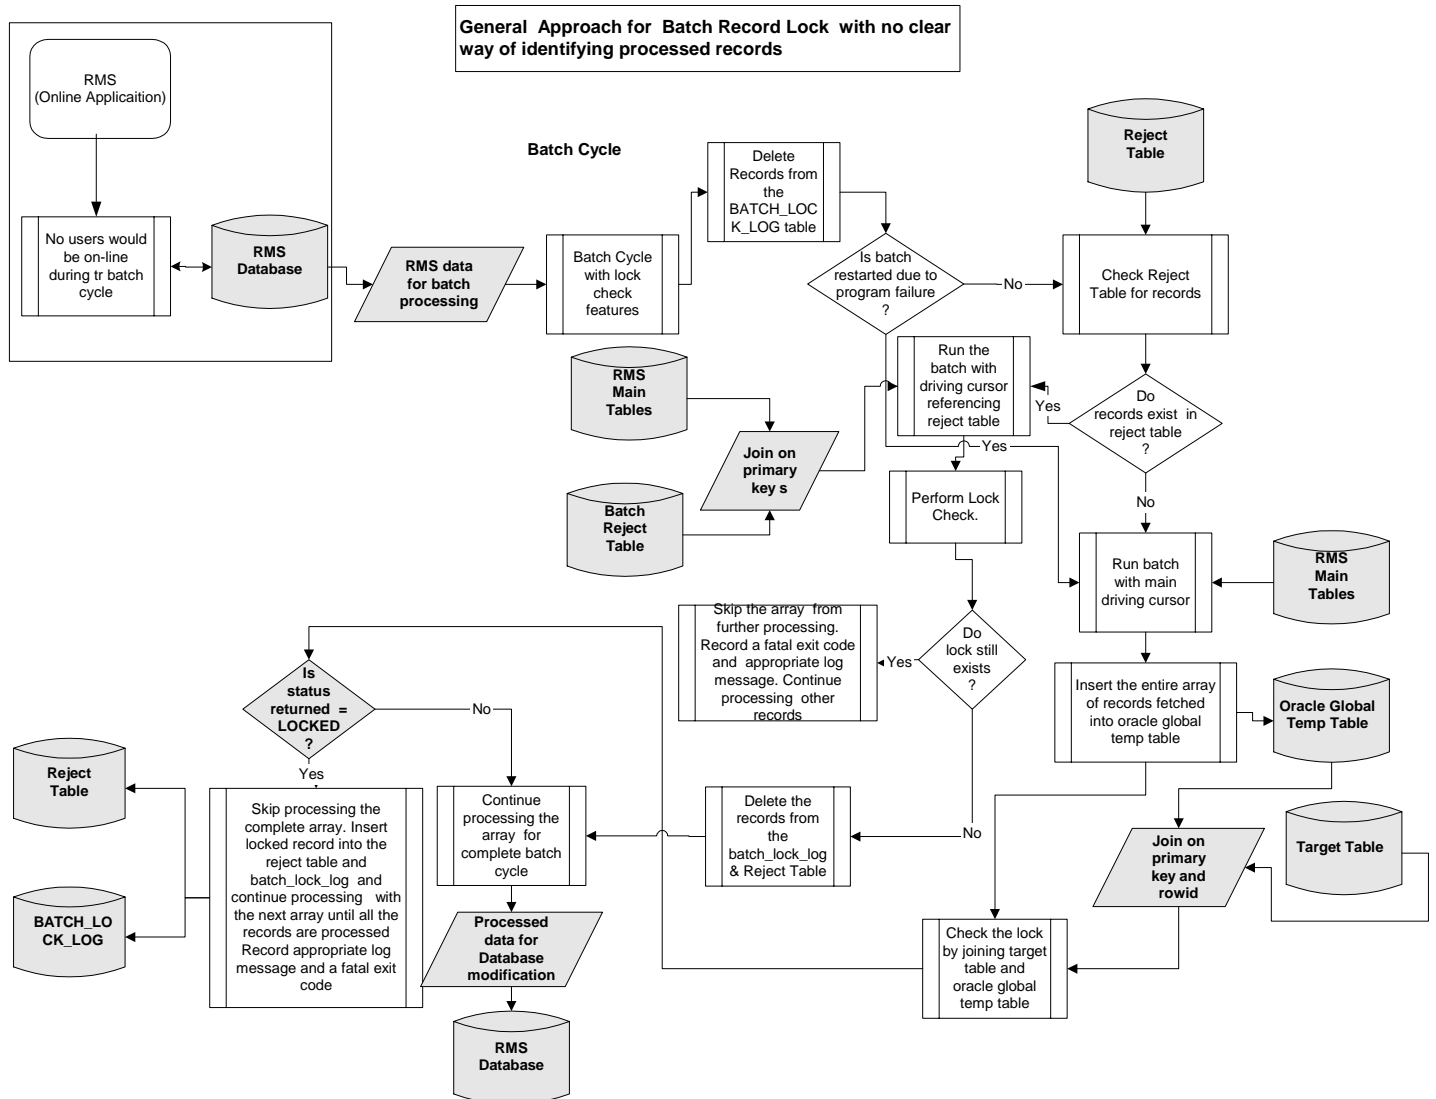 General Approach for Batch Record Lock with no clear
way of identifying processed records
RMS
(Online Applicaition)
No users would
be on-line
during tr batch
cycle
RMS
Database
RMS data
for batch
processing
Batch Cycle
Batch Cycle
with lock
check
features
Delete
Records from
the
BATCH_LOC
K_LOG table
Is batch
restarted due to
program failure
?
No
Yes
Reject
Table
Check Reject
Table for records
Do
records exist in
reject table
?
Yes
No
RMS
Main
Tables
Batch
Reject
Table
Join on
primary
key s
Run the
batch with
driving cursor
referencing
reject table
Perform Lock
Check.
Do
lock still
exists
?
Yes
No
Skip the array from
further processing.
Record a fatal exit code
and appropriate log
message. Continue
processing other
records
Run batch
with main
driving cursor
RMS
Main
Tables
Insert the entire array
of records fetched
into oracle global
temp table
Oracle Global
Temp Table
Target Table
Join on
primary
key and
rowid
Check the lock
by joining target
table and
oracle global
temp table
Delete the
records from
the
batch_lock_log
& Reject Table
Is
status
returned =
LOCKED
?
No
Yes
Reject
Table
BATCH_LO
CK_LOG
Skip processing the
complete array. Insert
locked record into the
reject table and
batch_lock_log and
continue processing with
the next array until all the
records are processed
Record appropriate log
message and a fatal exit
code
Continue
processing the
array for
complete batch
cycle
Processed
data for
Database
modification
RMS
Database